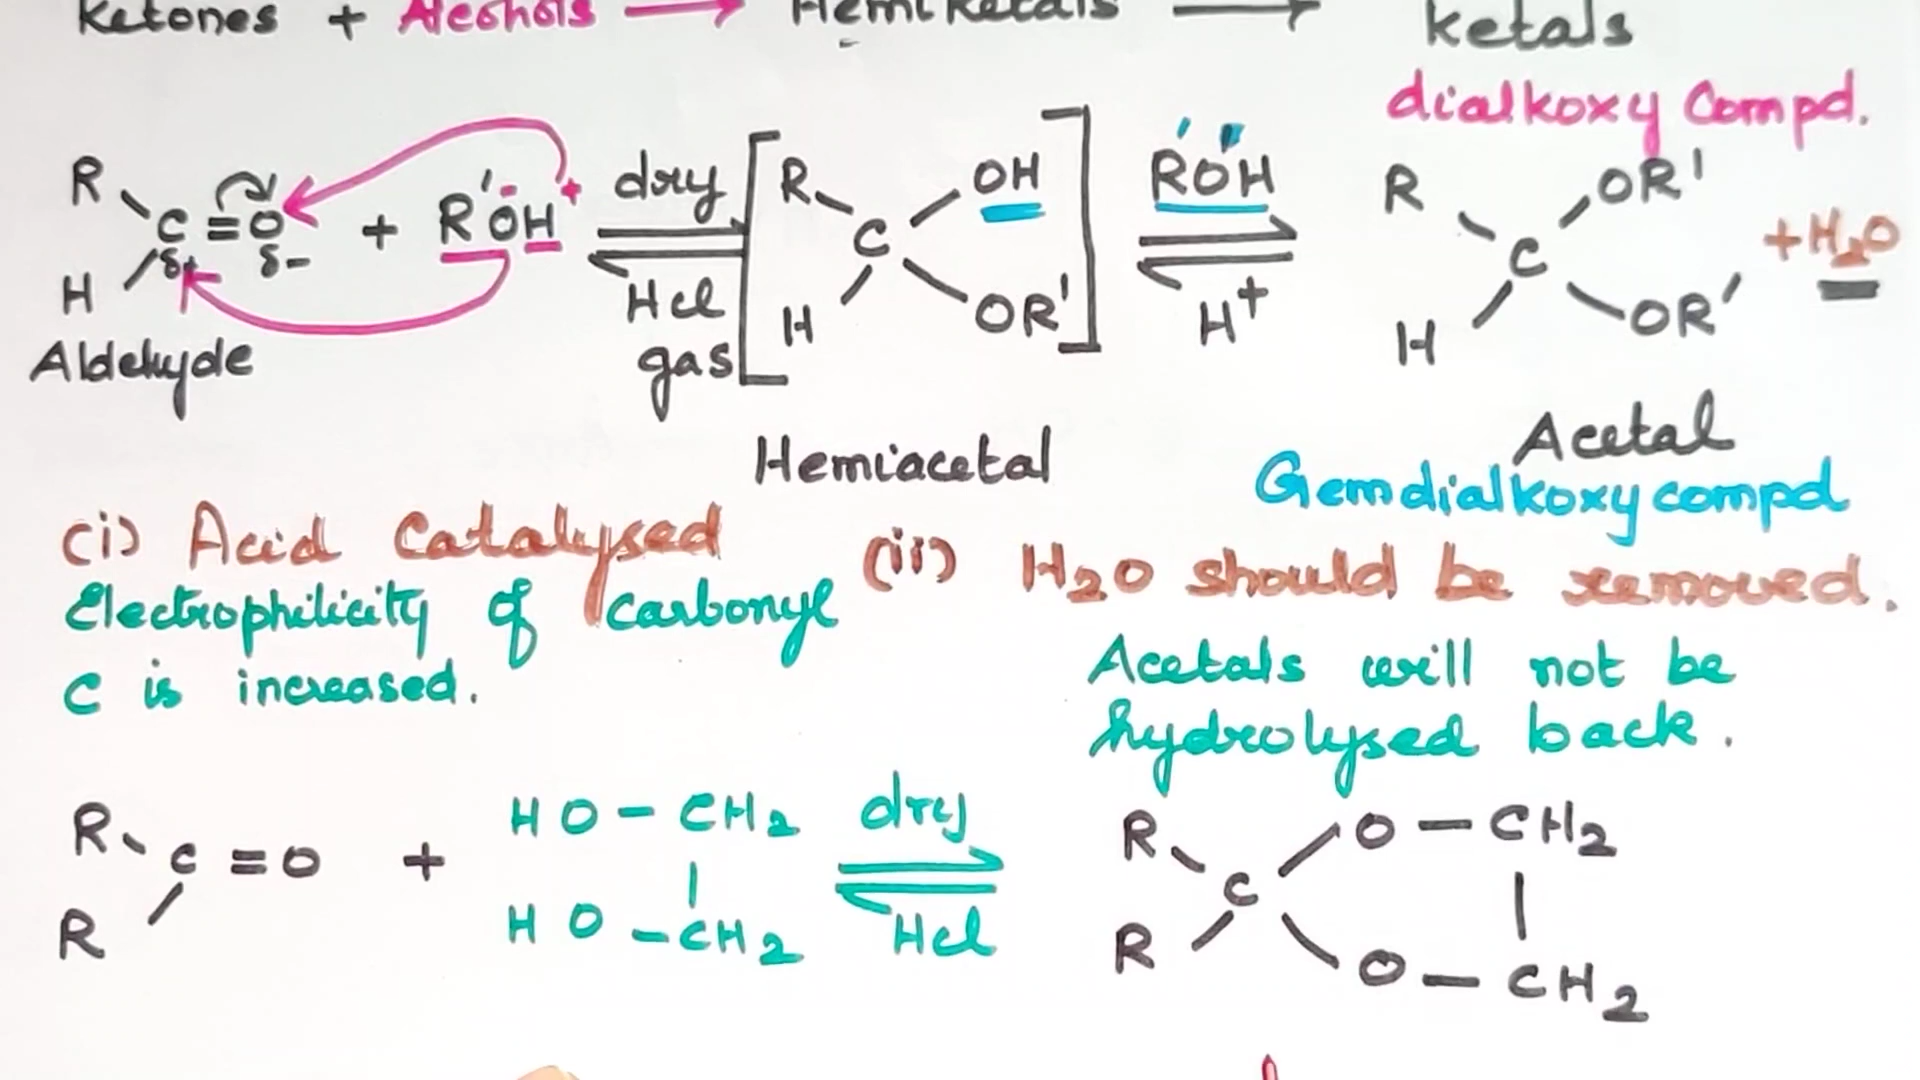 Ketones + Alcohols → Hemiketals → ketals
dialkoxy Compd.
R C = O + R'OH dry HCl gas R OH R'OH H+ R OR'
H δ+ δ- H C OR' H C OR' + H2O
Aldehyde
Hemiacetal
Acetal
Gemdialkoxy compd
(i) Acid Catalysed
Electrophilicity of carbonyl
C is increased.
(ii) H2O should be removed.
Acetals will not be
hydrolysed back.
R HO - CH2 dry R O - CH2
C = O + | ⇌ C |
R HO - CH2 HCl R O - CH2